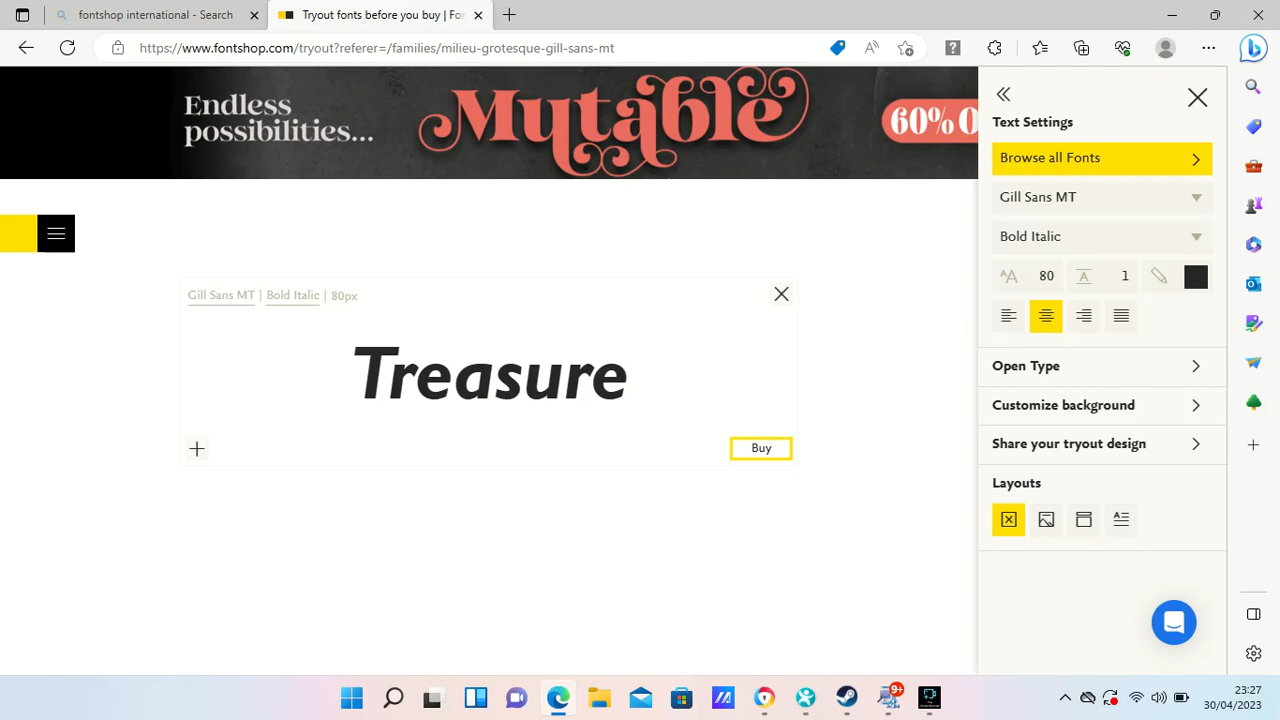 fontshop international - Search
Tryout fonts before you buy | Fon
https://www.fontshop.com/tryout?referer=/families/milieu-grotesque-gill-sans-mt
Endless
possibilities...
Mutable
60% O
Text Settings
Browse all Fonts
Gill Sans MT
Bold Italic
80
1
Gill Sans MT | Bold Italic | 80px
Treasure
Buy
Open Type
Customize background
Share your tryout design
Layouts
9+
23:27
30/04/2023